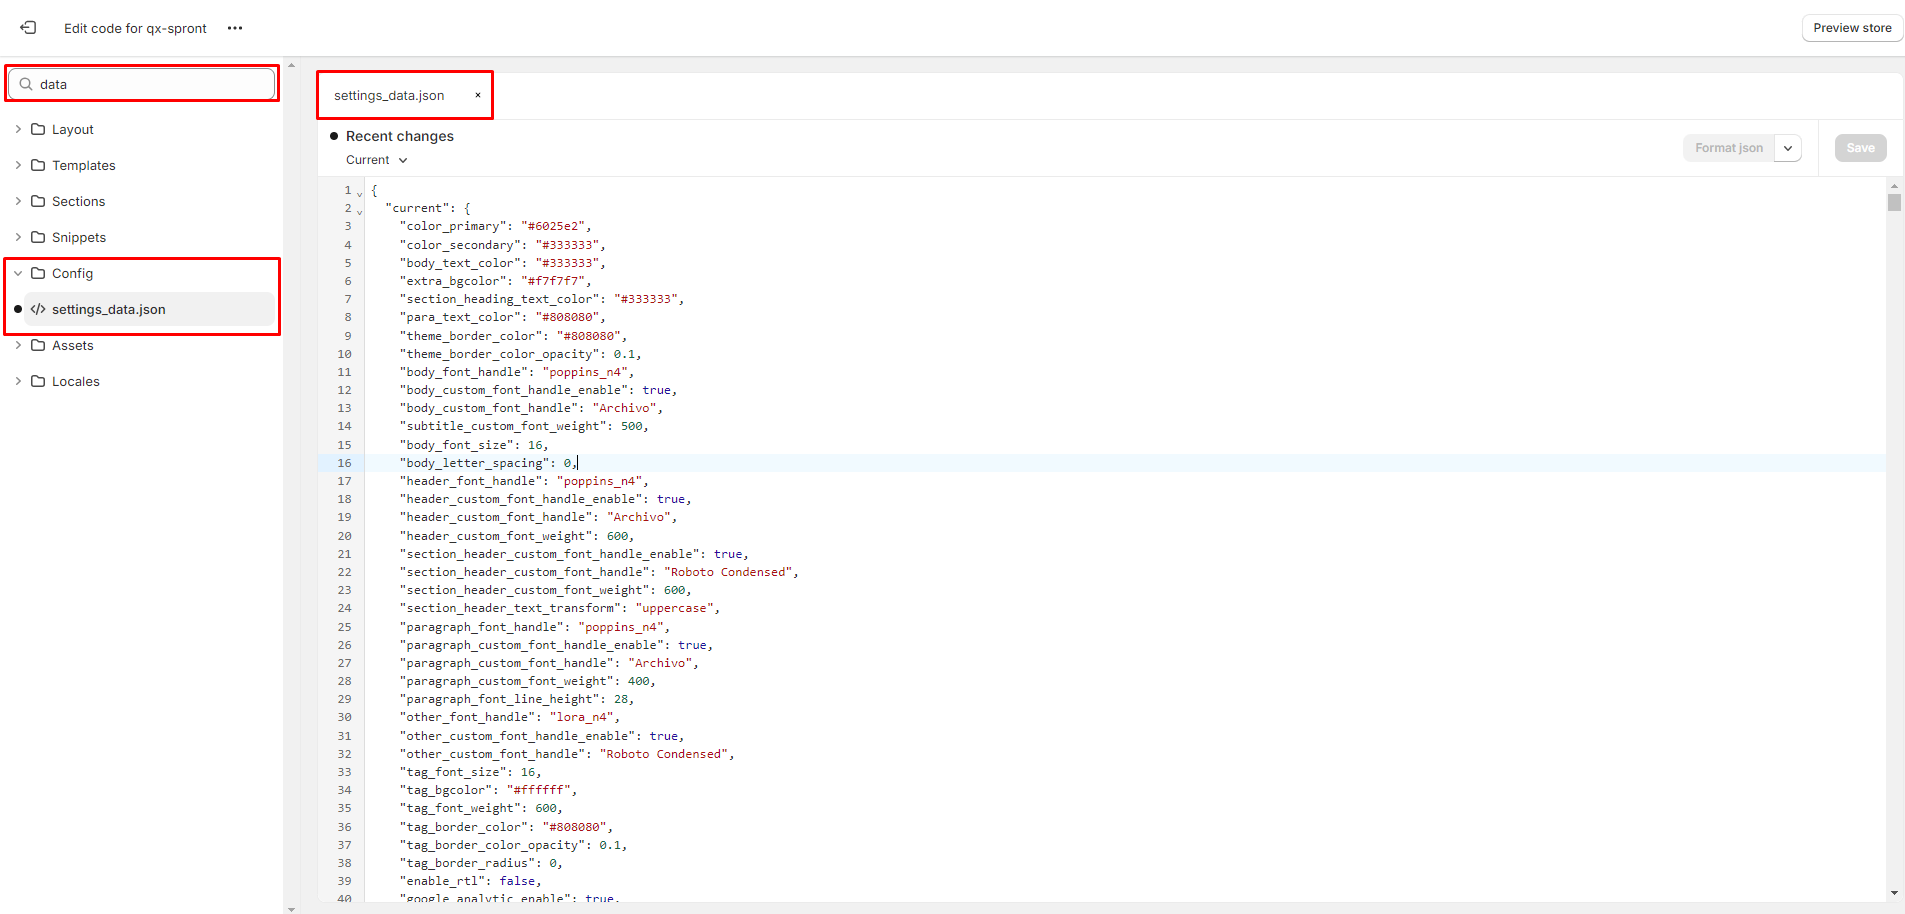 Edit code for qx-spront
Preview store
data
Layout
Templates
Sections
Snippets
Config
settings_data.json
Assets
Locales
settings_data.json ×
Recent changes
Current
Format json
Save
1 {
2 "current": {
3 "color_primary": "#6025e2",
4 "color_secondary": "#333333",
5 "body_text_color": "#333333",
6 "extra_bgcolor": "#f7f7f7",
7 "section_heading_text_color": "#333333",
8 "para_text_color": "#808080",
9 "theme_border_color": "#808080",
10 "theme_border_color_opacity": 0.1,
11 "body_font_handle": "poppins_n4",
12 "body_custom_font_handle_enable": true,
13 "body_custom_font_handle": "Archivo",
14 "subtitle_custom_font_weight": 500,
15 "body_font_size": 16,
16 "body_letter_spacing": 0,
17 "header_font_handle": "poppins_n4",
18 "header_custom_font_handle_enable": true,
19 "header_custom_font_handle": "Archivo",
20 "header_custom_font_weight": 600,
21 "section_header_custom_font_handle_enable": true,
22 "section_header_custom_font_handle": "Roboto Condensed",
23 "section_header_custom_font_weight": 600,
24 "section_header_text_transform": "uppercase",
25 "paragraph_font_handle": "poppins_n4",
26 "paragraph_custom_font_handle_enable": true,
27 "paragraph_custom_font_handle": "Archivo",
28 "paragraph_custom_font_weight": 400,
29 "paragraph_font_line_height": 28,
30 "other_font_handle": "lora_n4",
31 "other_custom_font_handle_enable": true,
32 "other_custom_font_handle": "Roboto Condensed",
33 "tag_font_size": 16,
34 "tag_bgcolor": "#ffffff",
35 "tag_font_weight": 600,
36 "tag_border_color": "#808080",
37 "tag_border_color_opacity": 0.1,
38 "tag_border_radius": 0,
39 "enable_rtl": false,
40 "google_analytic_enable": true,